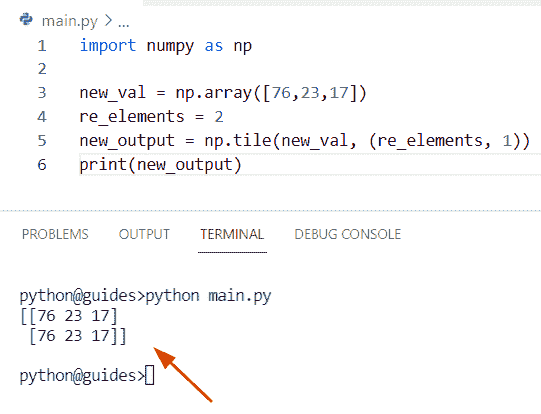 main.py > ...
1 import numpy as np
2
3 new_val = np.array([76,23,17])
4 re_elements = 2
5 new_output = np.tile(new_val, (re_elements, 1))
6 print(new_output)
PROBLEMS OUTPUT TERMINAL DEBUG CONSOLE
python@guides>python main.py
[[76 23 17]
 [76 23 17]]
python@guides>